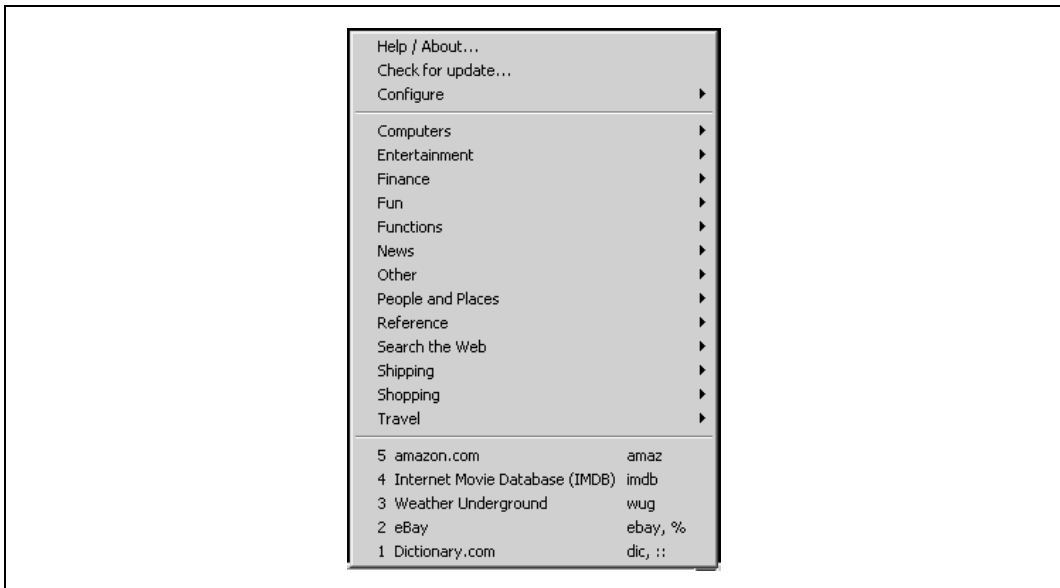 Help / About...
Check for update...
Configure
Computers
Entertainment
Finance
Fun
Functions
News
Other
People and Places
Reference
Search the Web
Shipping
Shopping
Travel
5 amazon.com amaz
4 Internet Movie Database (IMDB) imdb
3 Weather Underground wug
2 eBay ebay, %
1 Dictionary.com dic, ::